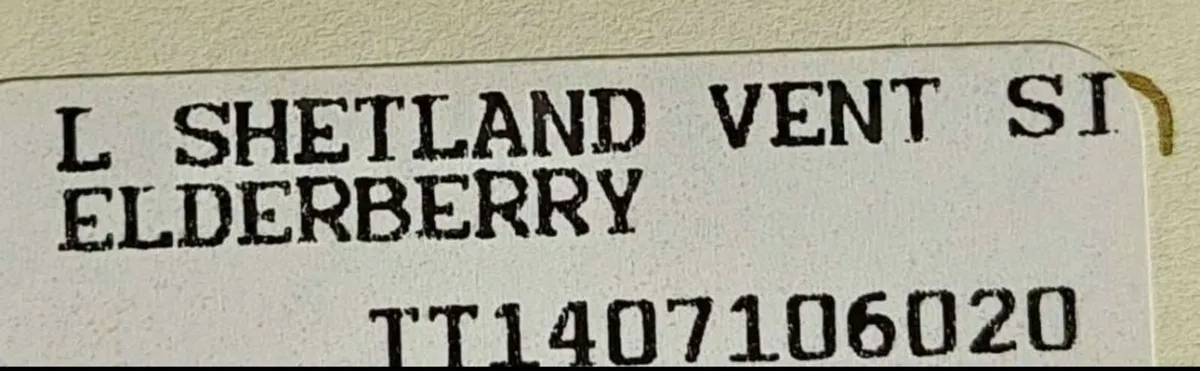 L SHETLAND VENT SI
ELDERBERRY
TT1407106020